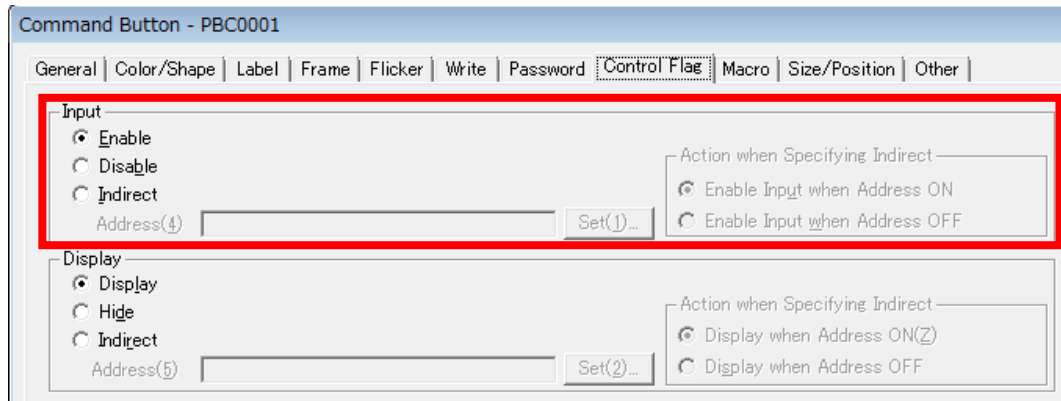 Command Button - PBC0001
General Color/Shape Label Frame Flicker Write Password Control Flag Macro Size/Position Other
Input
Enable
Disable
Indirect
Address(4)
Set(1)...
Action when Specifying Indirect
Enable Input when Address ON
Enable Input when Address OFF
Display
Display
Hide
Indirect
Address(5)
Set(2)...
Action when Specifying Indirect
Display when Address ON(Z)
Display when Address OFF